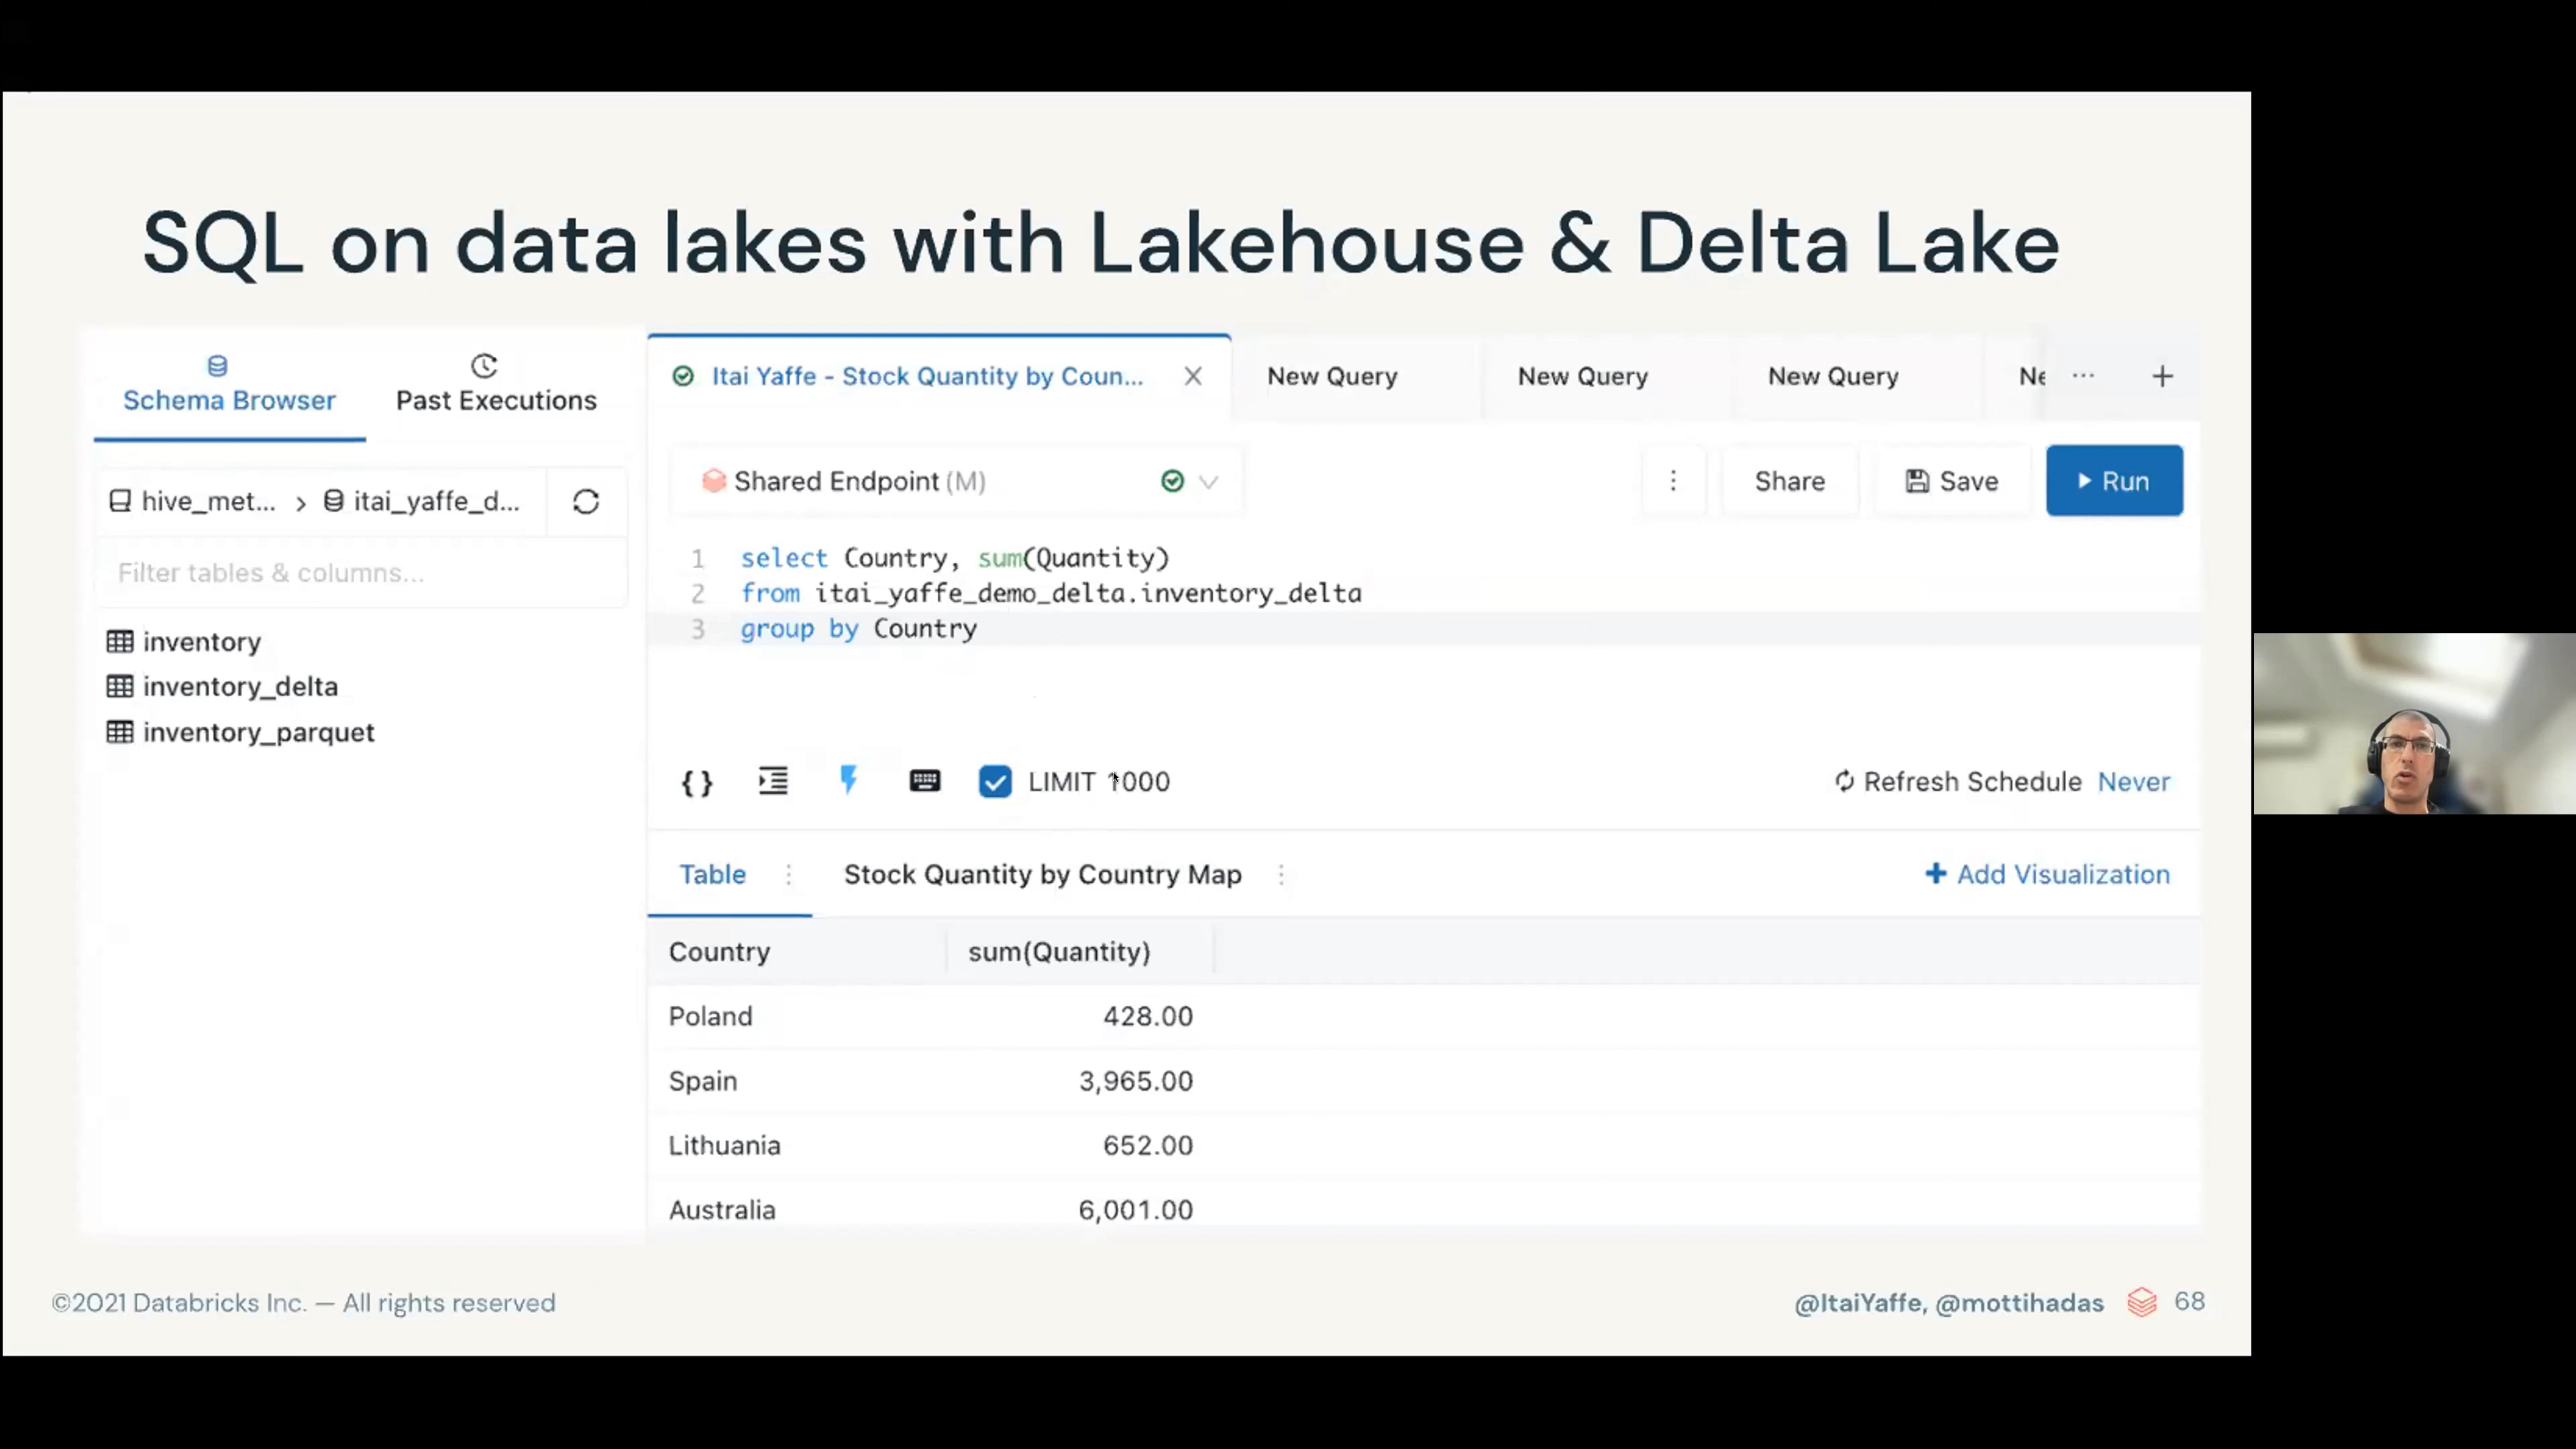 SQL on data lakes with Lakehouse & Delta Lake
Schema Browser
Past Executions
hive_met... > itai_yaffe_d...
Filter tables & columns...
inventory
inventory_delta
inventory_parquet
Itai Yaffe - Stock Quantity by Coun...
New Query
New Query
New Query
Ne
Shared Endpoint (M)
Share
Save
Run
1 select Country, sum(Quantity)
2 from itai_yaffe_demo_delta.inventory_delta
3 group by Country
{ }
LIMIT 1000
Refresh Schedule Never
Table
Stock Quantity by Country Map
+ Add Visualization
Country sum(Quantity)
Poland 428.00
Spain 3,965.00
Lithuania 652.00
Australia 6,001.00
©2021 Databricks Inc. — All rights reserved
@ItaiYaffe, @mottihadas 68